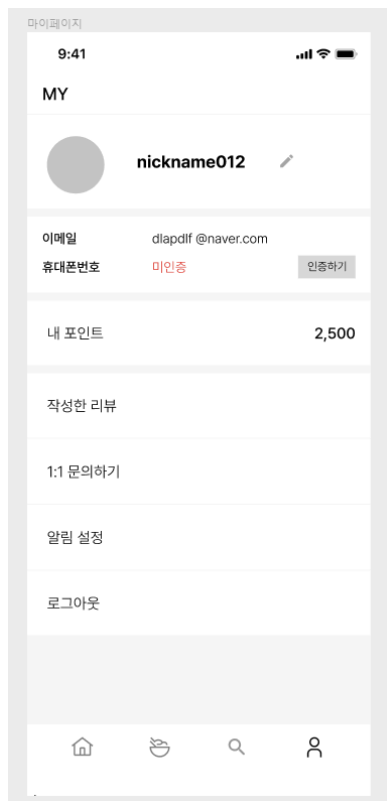 마이페이지
9:41
MY
nickname012
이메일 dlapdlf @naver.com
휴대폰번호 미인증 인증하기
내 포인트 2,500
작성한 리뷰
1:1 문의하기
알림 설정
로그아웃